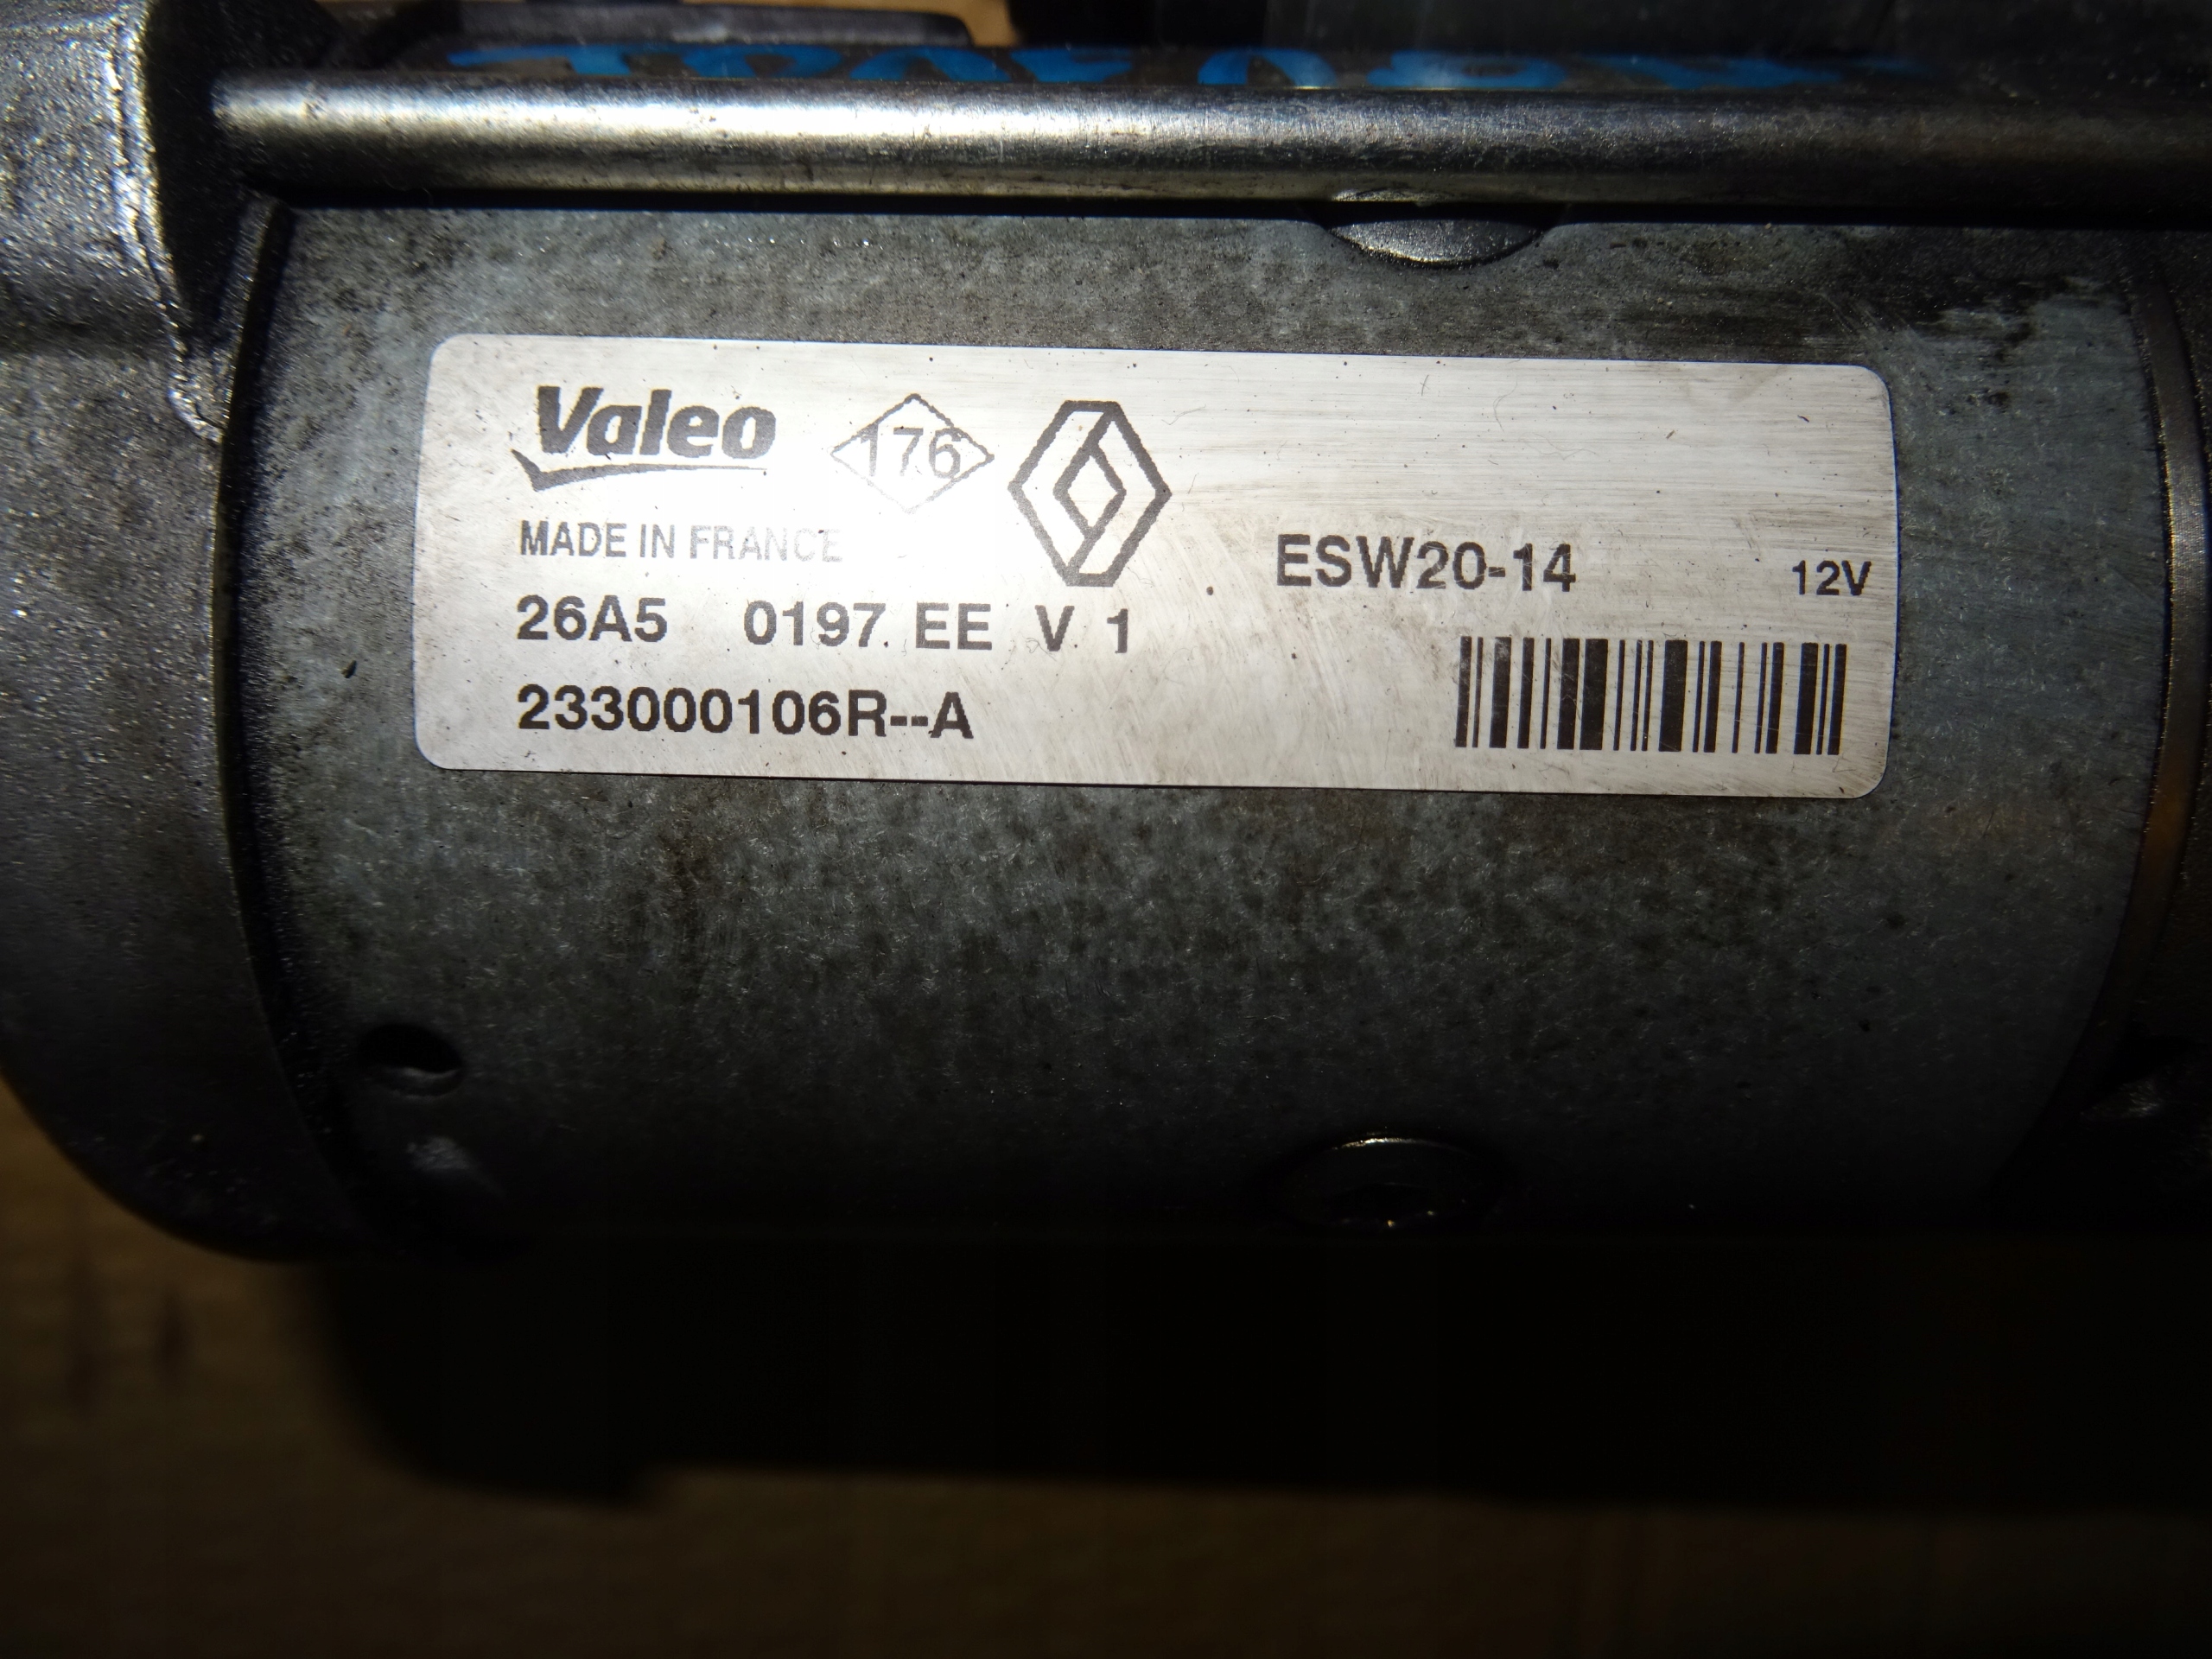 Valeo
176
MADE IN FRANCE
ESW20-14
12V
26A5 0197 EE V 1
233000106R--A